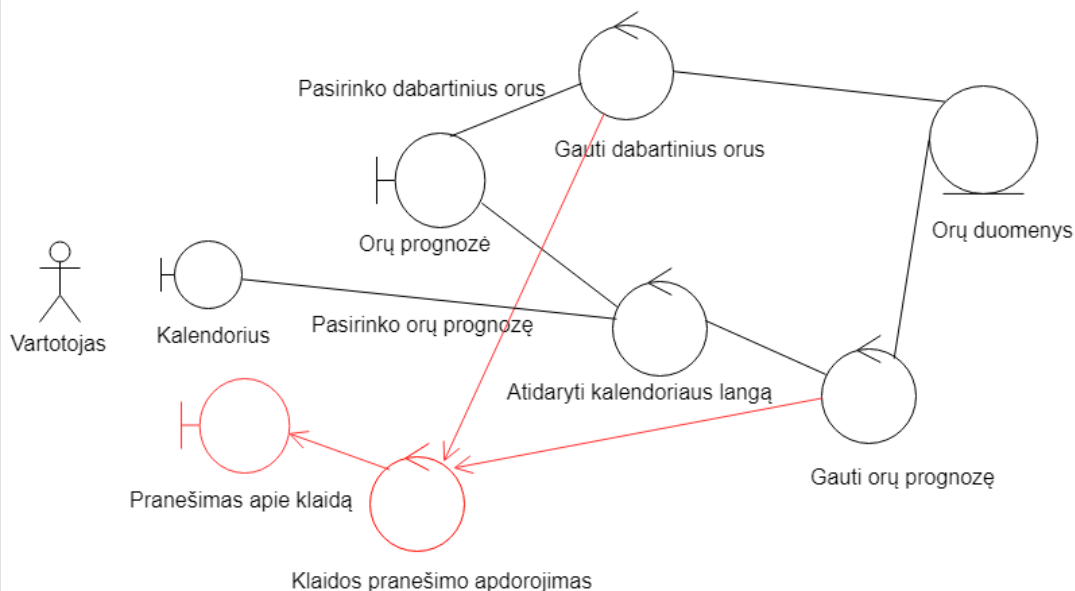 Pasirinko dabartinius orus
Gauti dabartinius orus
Orų prognozė
Orų duomenys
Vartotojas
Kalendorius
Pasirinko orų prognozę
Atidaryti kalendoriaus langą
Gauti orų prognozę
Pranešimas apie klaidą
Klaidos pranešimo apdorojimas